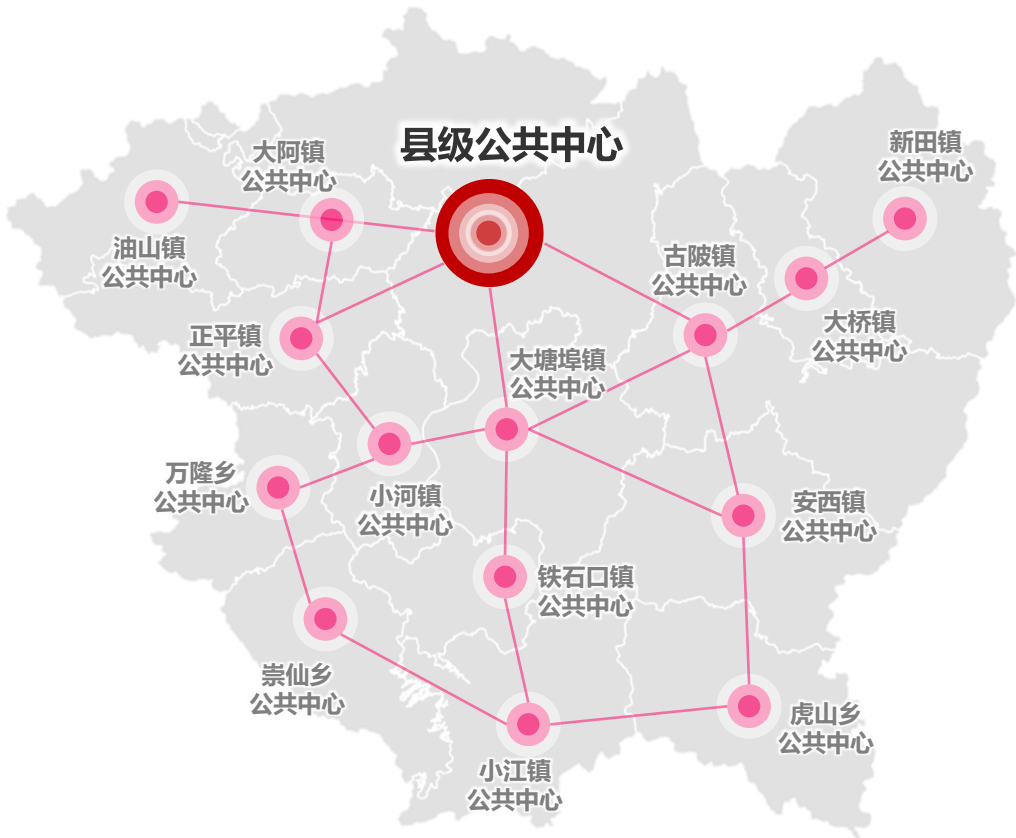 县级公共中心
新田镇
公共中心
大阿镇
公共中心
油山镇
公共中心
古陂镇
公共中心
大桥镇
公共中心
正平镇
公共中心
大塘埠镇
公共中心
万隆乡
公共中心
小河镇
公共中心
安西镇
公共中心
铁石口镇
公共中心
崇仙乡
公共中心
虎山乡
公共中心
小江镇
公共中心